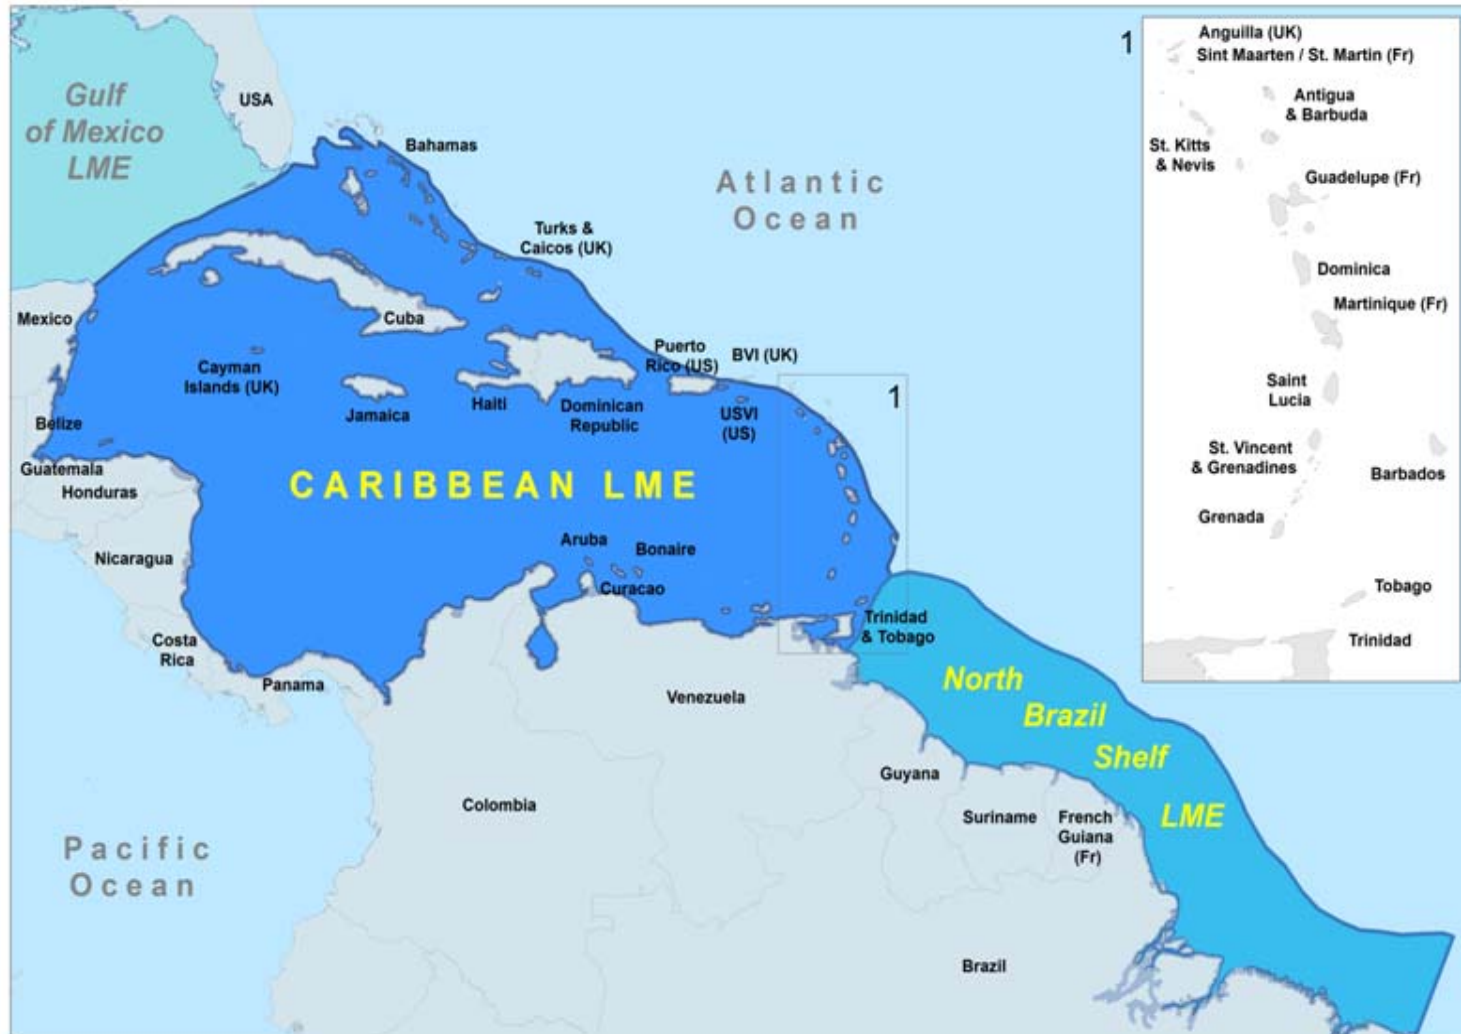 Gulf
of Mexico
LME
USA
Bahamas
Atlantic
Ocean
Turks &
Caicos (UK)
Mexico
Cuba
Cayman
Islands (UK)
Jamaica
Haiti
Dominican
Republic
Puerto
Rico (US)
BVI (UK)
USVI
(US)
1
Belize
Guatemala
Honduras
CARIBBEAN LME
Nicaragua
Aruba
Bonaire
Curacao
Costa
Rica
Panama
Trinidad
& Tobago
Venezuela
Colombia
North
Brazil
Shelf
LME
Guyana
Suriname
French
Guiana
(Fr)
Brazil
Pacific
Ocean
1
Anguilla (UK)
Sint Maarten / St. Martin (Fr)
Antigua
& Barbuda
St. Kitts
& Nevis
Guadelupe (Fr)
Dominica
Martinique (Fr)
Saint
Lucia
St. Vincent
& Grenadines
Barbados
Grenada
Tobago
Trinidad